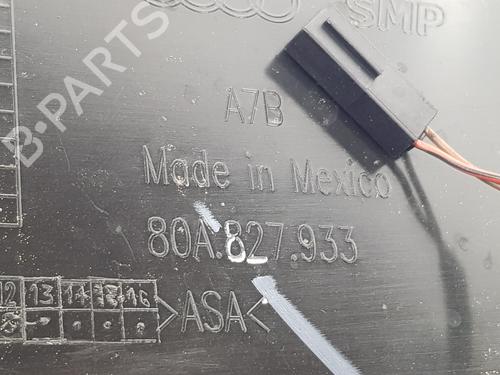 SMP
B-PARTS
A7B
Made in Mexico
80A.827.933
12 13 14 15 16
>ASA<